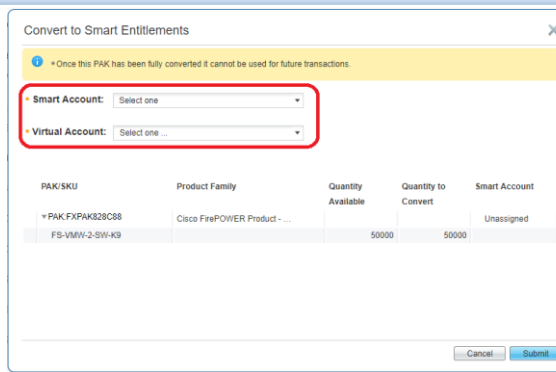 Convert to Smart Entitlements
* Once this PAK has been fully converted it cannot be used for future transactions.
* Smart Account: Select one
* Virtual Account: Select one ...
PAK/SKU Product Family Quantity Available Quantity to Convert Smart Account
PAK:FXPAK828C88 Cisco FirePOWER Product - ... Unassigned
FS-VMW-2-SW-K9 50000 50000
Cancel Submit